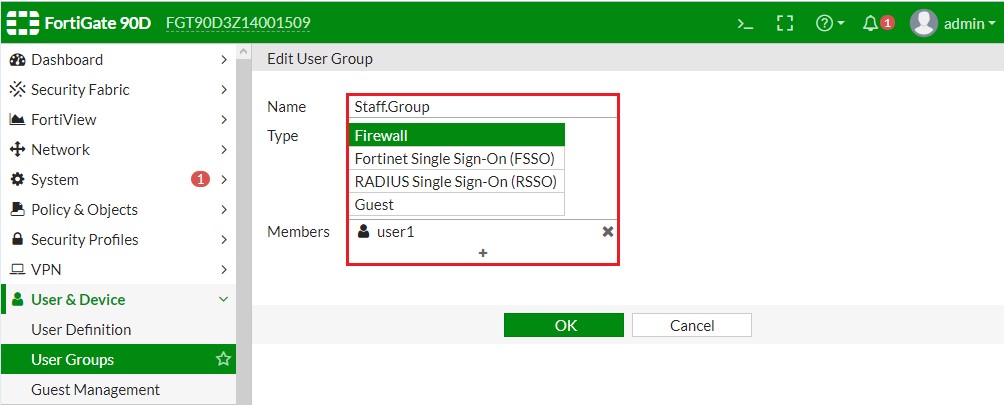 FortiGate 90D FGT90D3Z14001509 >_ ? 1 admin
Dashboard
Security Fabric
FortiView
Network
System 1
Policy & Objects
Security Profiles
VPN
User & Device
User Definition
User Groups
Guest Management
Edit User Group
Name Staff.Group
Type Firewall
Fortinet Single Sign-On (FSSO)
RADIUS Single Sign-On (RSSO)
Guest
Members user1
+
OK Cancel